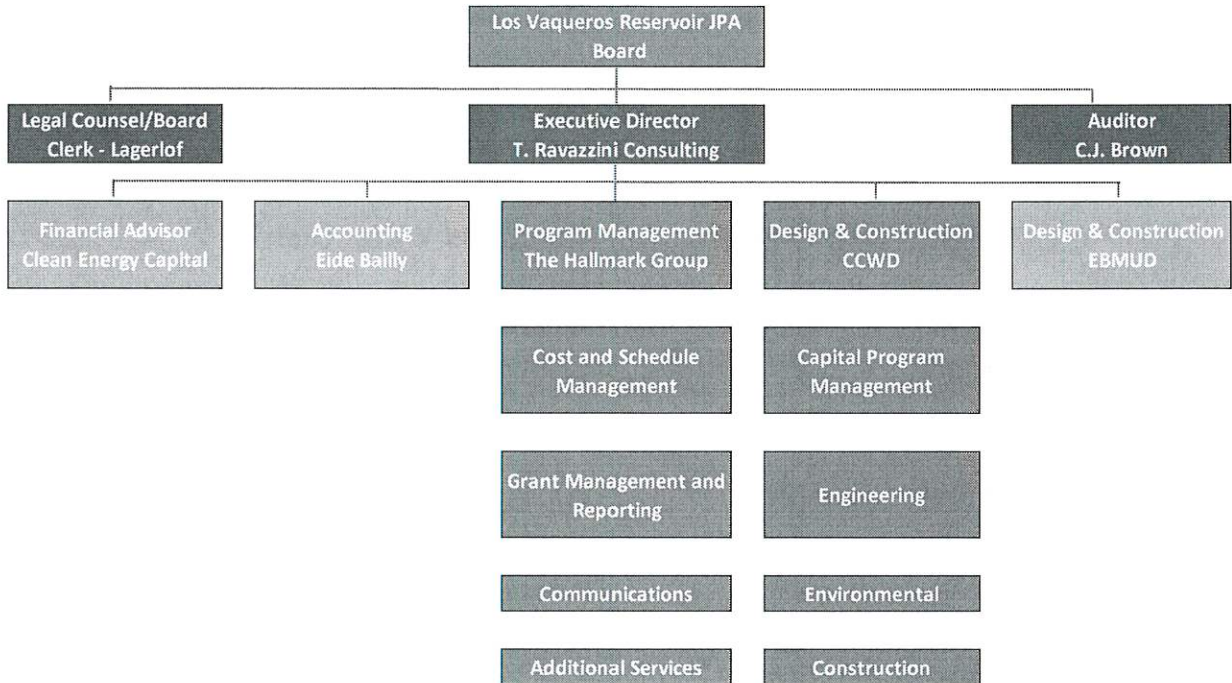 Los Vaqueros Reservoir JPA
Board
Legal Counsel/Board
Clerk - Lagerlof
Executive Director
T. Ravazzini Consulting
Auditor
C.J. Brown
Financial Advisor
Clean Energy Capital
Accounting
Eide Bailly
Program Management
The Hallmark Group
Design & Construction
CCWD
Design & Construction
EBMUD
Cost and Schedule
Management
Capital Program
Management
Grant Management and
Reporting
Engineering
Communications
Environmental
Additional Services
Construction